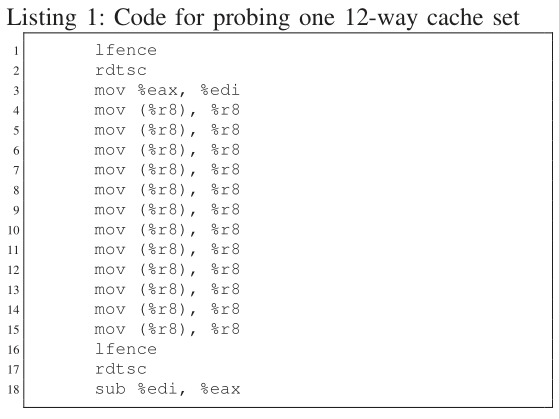 Listing 1: Code for probing one 12-way cache set
1 lfence
2 rdtsc
3 mov %eax, %edi
4 mov (%r8), %r8
5 mov (%r8), %r8
6 mov (%r8), %r8
7 mov (%r8), %r8
8 mov (%r8), %r8
9 mov (%r8), %r8
10 mov (%r8), %r8
11 mov (%r8), %r8
12 mov (%r8), %r8
13 mov (%r8), %r8
14 mov (%r8), %r8
15 mov (%r8), %r8
16 lfence
17 rdtsc
18 sub %edi, %eax